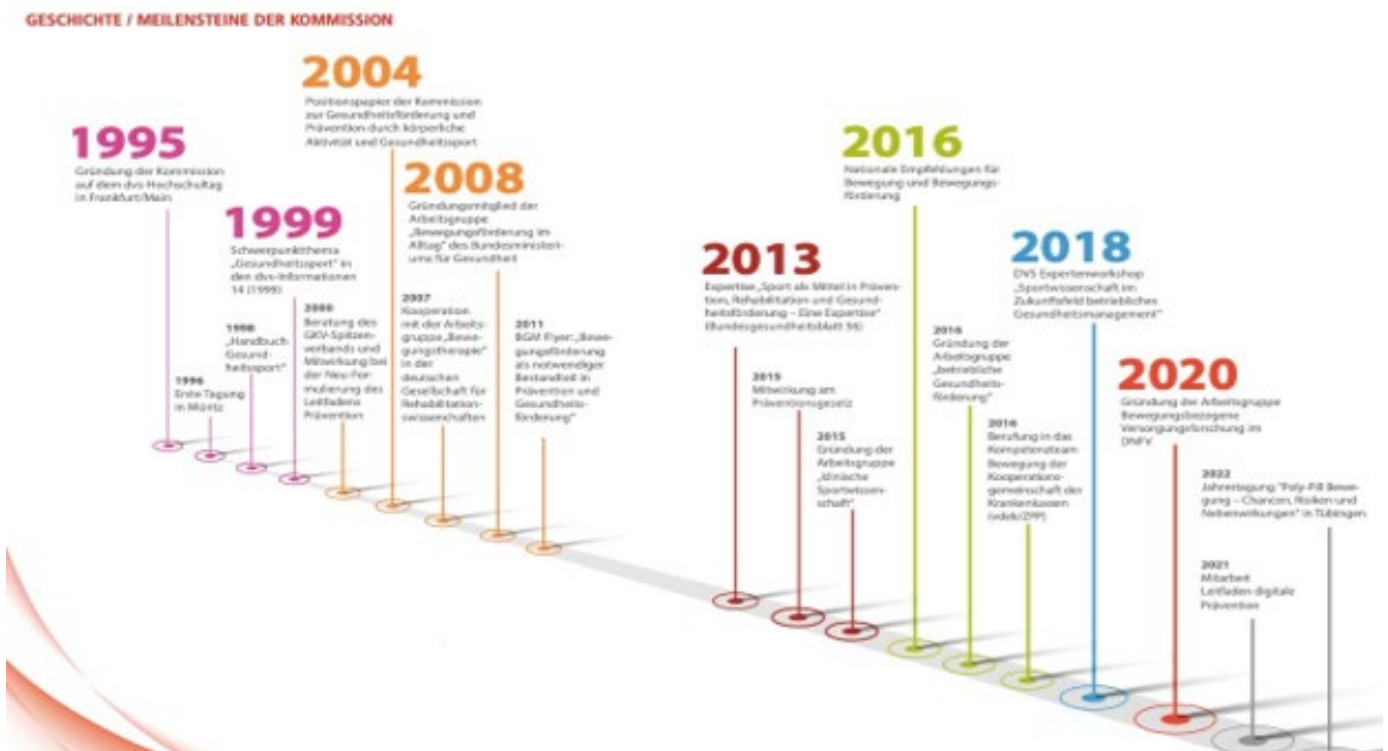 GESCHICHTE / MEILENSTEINE DER KOMMISSION
1995
Gründung der Kommission
auf dem dvs-Hochschultag
in Frankfurt/Main
1996
Erste Tagung
in Müritz
1998
„Handbuch
Gesund-
heitssport“
1999
Schwerpunktthema
„Gesundheitssport“ in
den dvs-Informationen
14 (1999)
2000
Beratung des
GKV-Spitzen-
verbands und
Mitwirkung bei
der Neu-For-
mulierung des
Leitfadens
Prävention
2004
Positionspapier der Kommission
zur Gesundheitsförderung und
Prävention durch körperliche
Aktivität und Gesundheitssport
2007
Kooperation
mit der Arbeits-
gruppe „Bewe-
gungstherapie“
in der
deutschen
Gesellschaft für
Rehabilitation-
swissenschaften
2008
Gründungsmitglied der
Arbeitsgruppe
„Bewegungsförderung im
Alltag“ des Bundesministeri-
ums für Gesundheit
2011
BGM Flyer: „Bewe-
gungsförderung
als notwendiger
Bestandteil in
Prävention und
Gesundheits-
förderung“
2013
Expertise „Sport als Mittel in Präven-
tion, Rehabilitation und Gesund-
heitsförderung – Eine Expertise“
(Bundesgesundheitsblatt 56)
2015
Mitwirkung am
Präventionsgesetz
2015
Gründung der
Arbeitsgruppe
„klinische
Sportwissen-
schaft“
2016
Nationale Empfehlungen für
Bewegung und Bewegungs-
förderung
2016
Gründung der
Arbeitsgruppe
„betriebliche
Gesundheits-
förderung“
2016
Berufung in das
Kompetenzteam
Bewegung der
Kooperations-
gemeinschaft der
Krankenkassen
(vdek/ZPP)
2018
DVS Expertenworkshop
„Sportwissenschaft im
Zukunftsfeld betriebliches
Gesundheitsmanagement“
2020
Gründung der Arbeitsgruppe
Bewegungsbezogene
Versorgungsforschung im
DNFV
2021
Mitarbeit
Leitfaden digitale
Prävention
2022
Jahrestagung "Poly-Pill Bewe-
gung – Chancen, Risiken und
Nebenwirkungen" in Tübingen